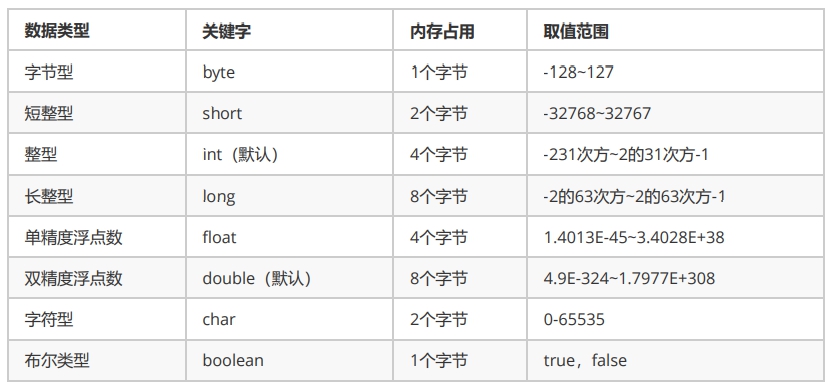 数据类型 关键字 内存占用 取值范围
字节型 byte 1个字节 -128~127
短整型 short 2个字节 -32768~32767
整型 int（默认） 4个字节 -231次方~2的31次方-1
长整型 long 8个字节 -2的63次方~2的63次方-1
单精度浮点数 float 4个字节 1.4013E-45~3.4028E+38
双精度浮点数 double（默认） 8个字节 4.9E-324~1.7977E+308
字符型 char 2个字节 0-65535
布尔类型 boolean 1个字节 true，false